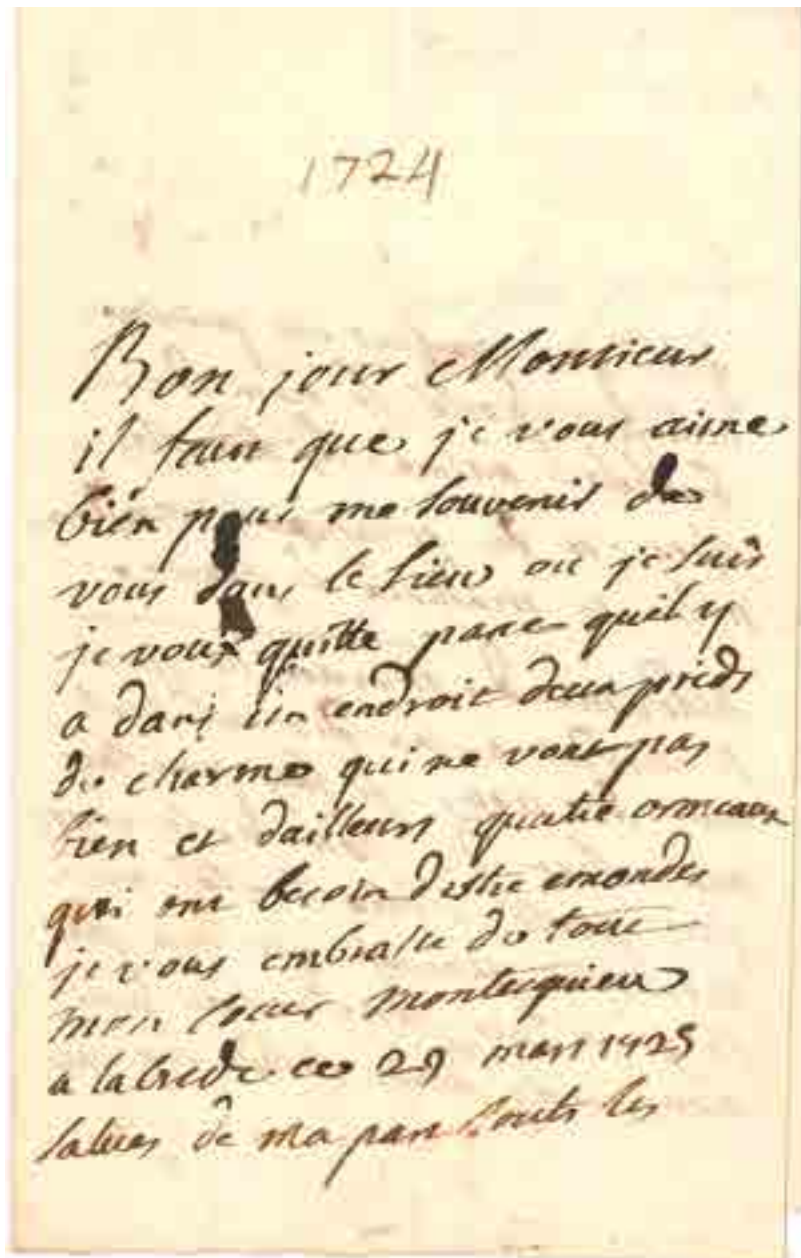 1724
Bon jour Monsieur
il faut que je vous aime
bien pour me souvenir de
vous dans le lieu ou je suis
je vous quitte parce quil y
a dans un endroit deux pieds
de charme qui ne vont pas
bien et dailleurs quatre ormeaux
qui ont besoin destre emondes
je vous embrasse de tout
mon coeur montesquieu
a labrede ce 29 mars 1725
salues de ma part touts les